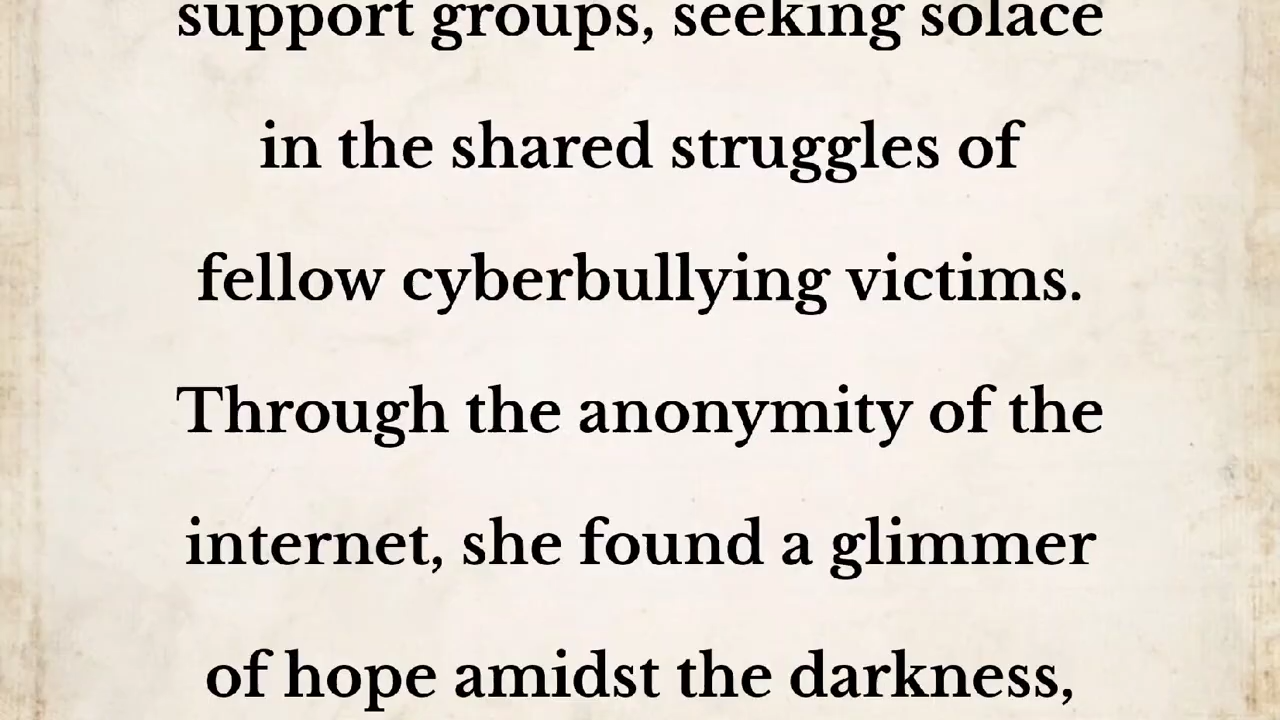 support groups, seeking solace
in the shared struggles of
fellow cyberbullying victims.
Through the anonymity of the
internet, she found a glimmer
of hope amidst the darkness,